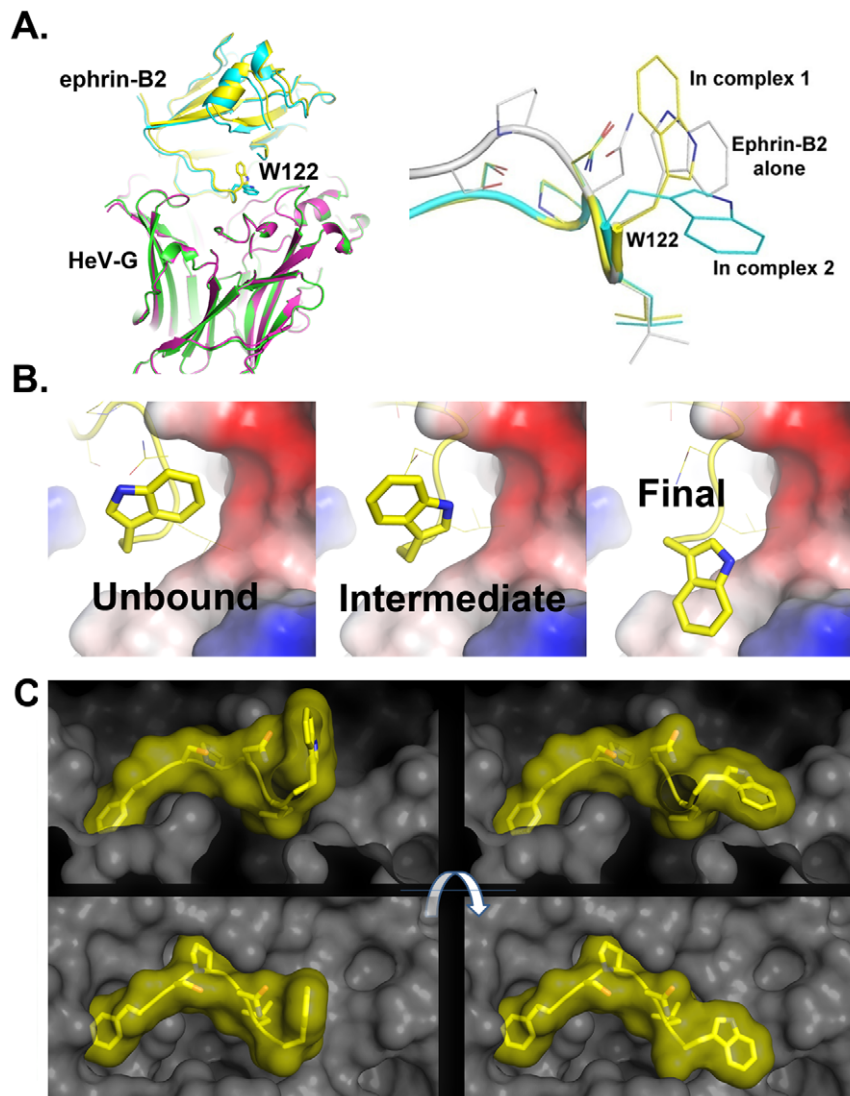 A.
ephrin-B2
W122
HeV-G
In complex 1
Ephrin-B2
alone
W122
In complex 2
B.
Unbound
Intermediate
Final
C